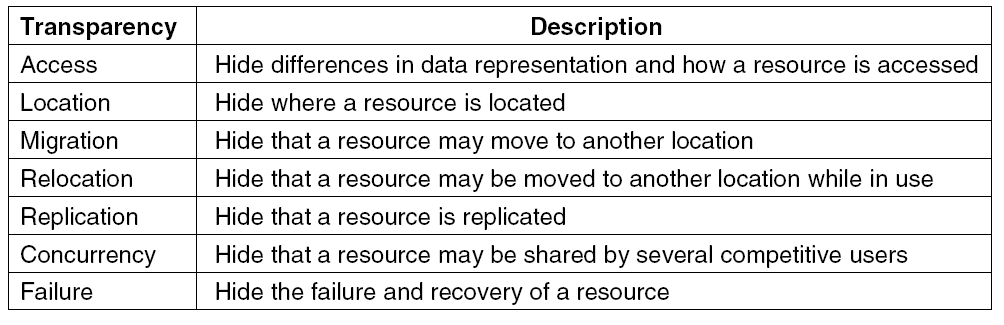 Transparency Description
Access Hide differences in data representation and how a resource is accessed
Location Hide where a resource is located
Migration Hide that a resource may move to another location
Relocation Hide that a resource may be moved to another location while in use
Replication Hide that a resource is replicated
Concurrency Hide that a resource may be shared by several competitive users
Failure Hide the failure and recovery of a resource